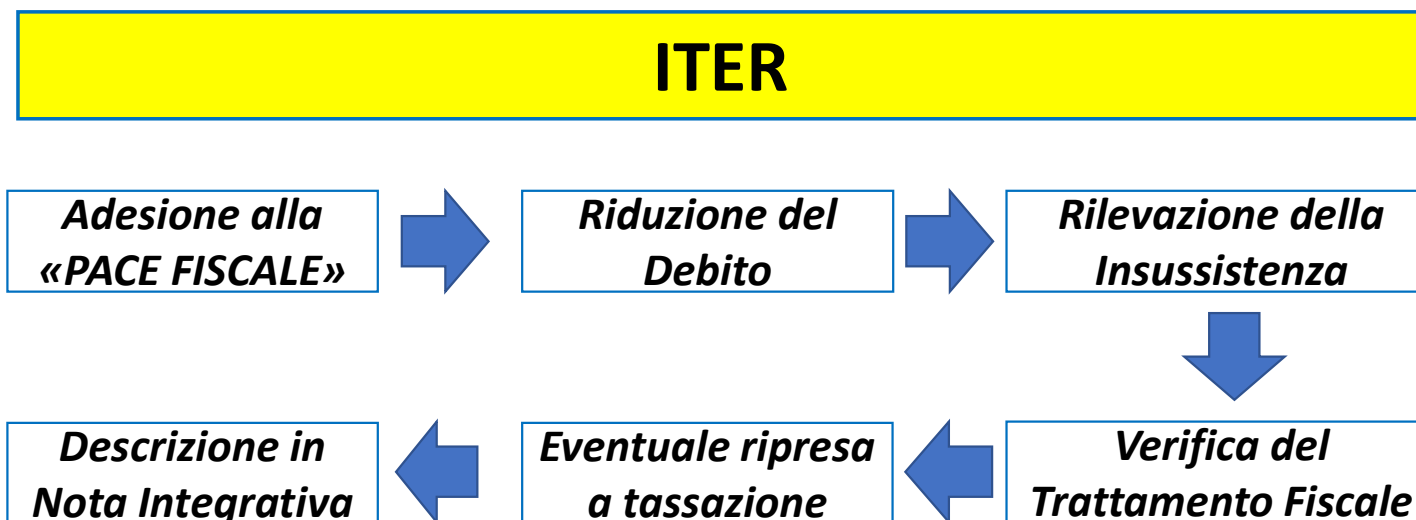 ITER
Adesione alla
«PACE FISCALE»
Riduzione del
Debito
Rilevazione della
Insussistenza
Verifica del
Trattamento Fiscale
Eventuale ripresa
a tassazione
Descrizione in
Nota Integrativa